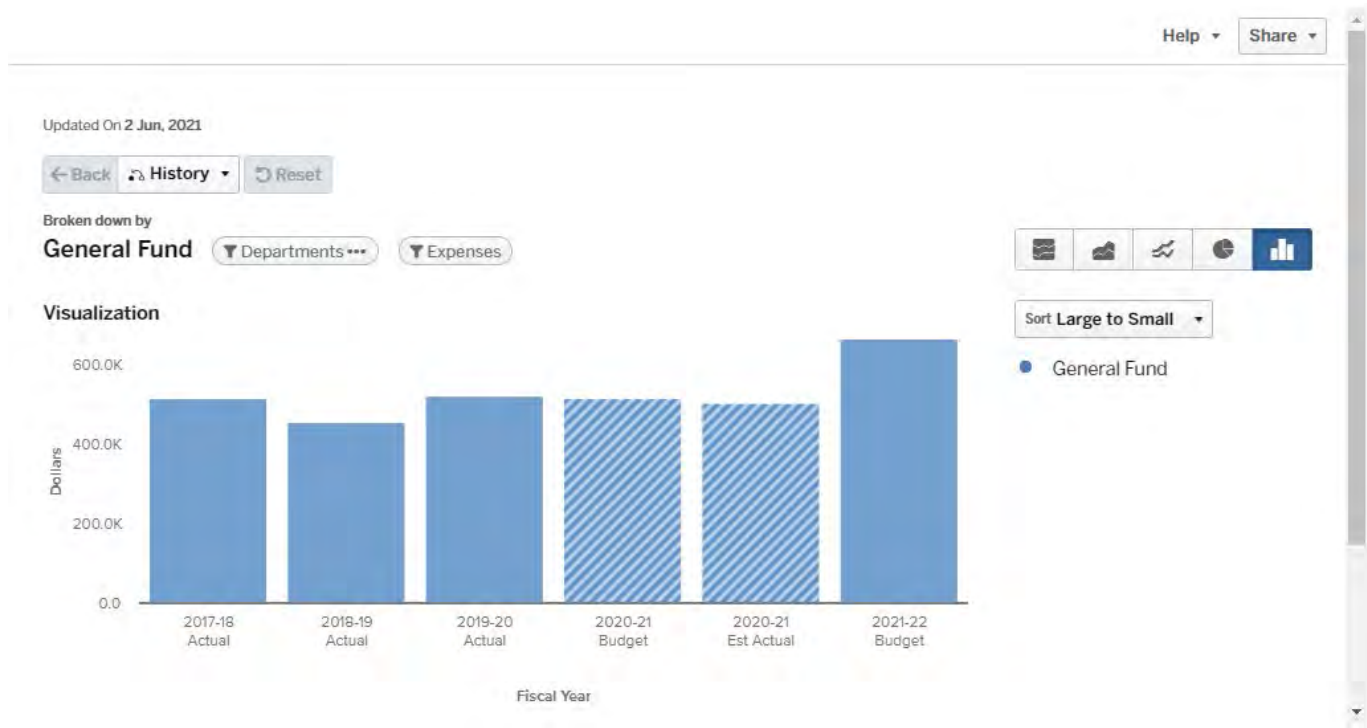 Help
Share
Updated On 2 Jun, 2021
Back
History
Reset
Broken down by
General Fund
Departments
Expenses
Visualization
Sort Large to Small
General Fund
Dollars
600.0K
400.0K
200.0K
0.0
2017-18
Actual
2018-19
Actual
2019-20
Actual
2020-21
Budget
2020-21
Est Actual
2021-22
Budget
Fiscal Year